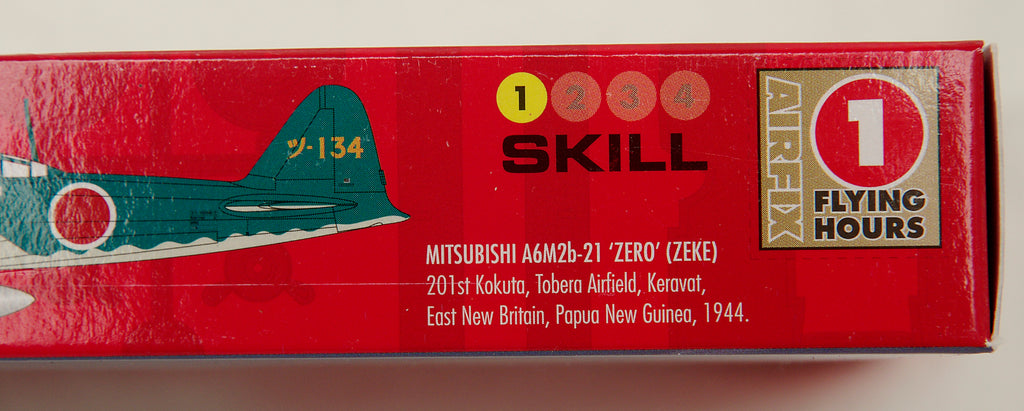 ツ-134
1 2 3 4
SKILL
AIRFIX
1
FLYING
HOURS
MITSUBISHI A6M2b-21 ‘ZERO’ (ZEKE)
201st Kokuta, Tobera Airfield, Keravat,
East New Britain, Papua New Guinea, 1944.